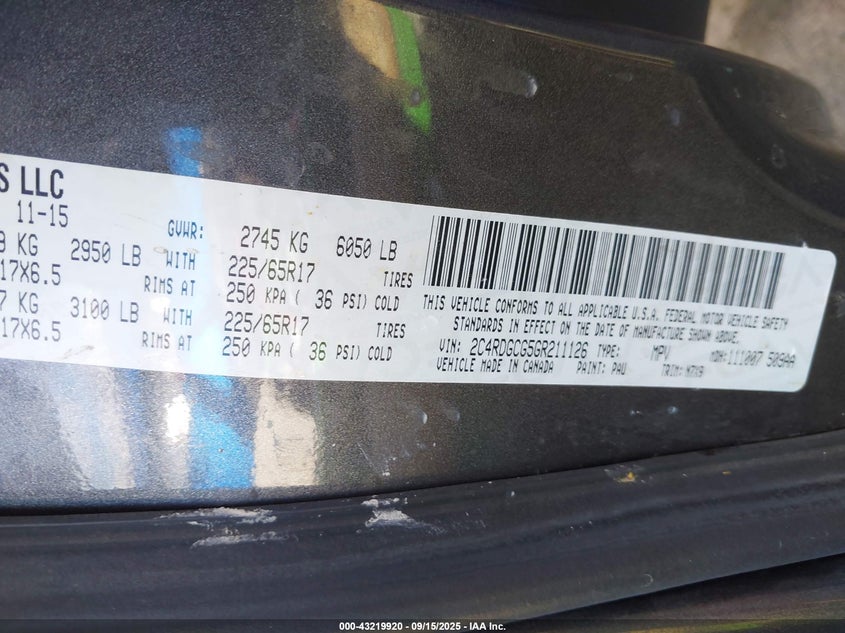 S LLC
11-15
GVWR: 2745 KG 6050 LB
KG 2950 LB WITH 225/65R17 TIRES
17X6.5 RIMS AT 250 KPA ( 36 PSI) COLD
KG 3100 LB WITH 225/65R17 TIRES
17X6.5 RIMS AT 250 KPA ( 36 PSI) COLD
THIS VEHICLE CONFORMS TO ALL APPLICABLE U.S.A. FEDERAL MOTOR VEHICLE SAFETY
STANDARDS IN EFFECT ON THE DATE OF MANUFACTURE SHOWN ABOVE.
VIN: 2C4RDGCG5GR211126 TYPE: MPV MDH: 111007 509AA
VEHICLE MADE IN CANADA PAINT: PAU TRIM:
000-43219920 - 09/15/2025 - IAA Inc.